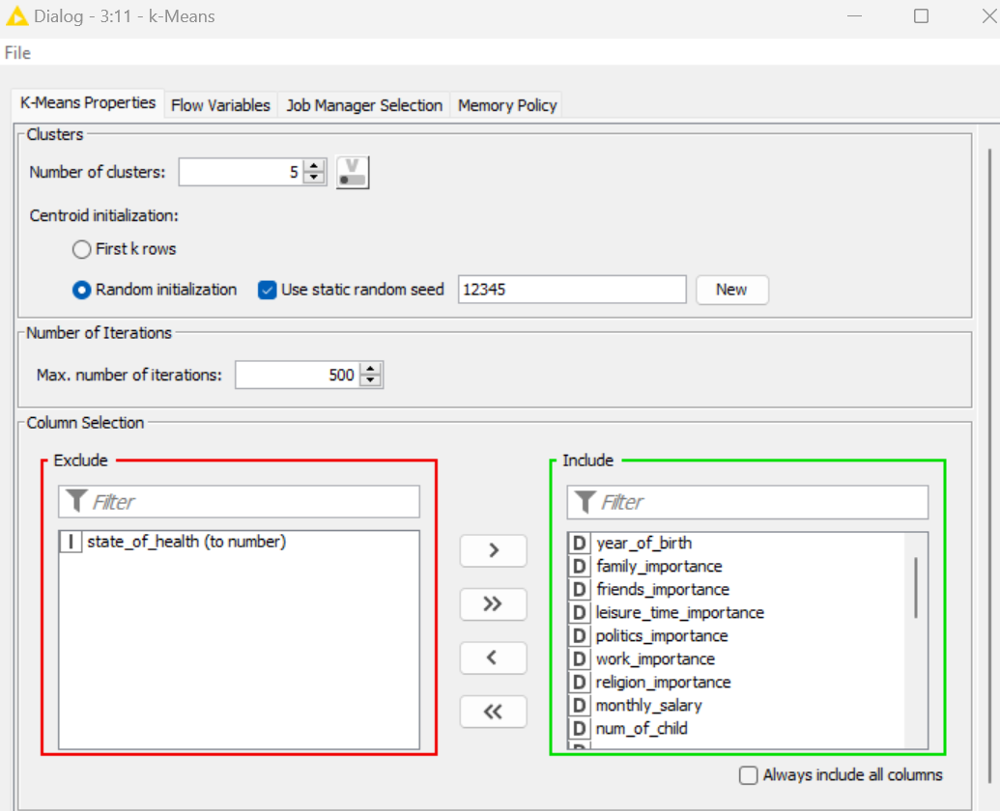 Dialog - 3:11 - k-Means
File
K-Means Properties Flow Variables Job Manager Selection Memory Policy
Clusters
Number of clusters: 5 V
Centroid initialization:
First k rows
Random initialization Use static random seed 12345 New
Number of Iterations
Max. number of iterations: 500
Column Selection
Exclude
Filter
I state_of_health (to number)
> 
>>
<
<<
Include
Filter
D year_of_birth
D family_importance
D friends_importance
D leisure_time_importance
D politics_importance
D work_importance
D religion_importance
D monthly_salary
D num_of_child
Always include all columns